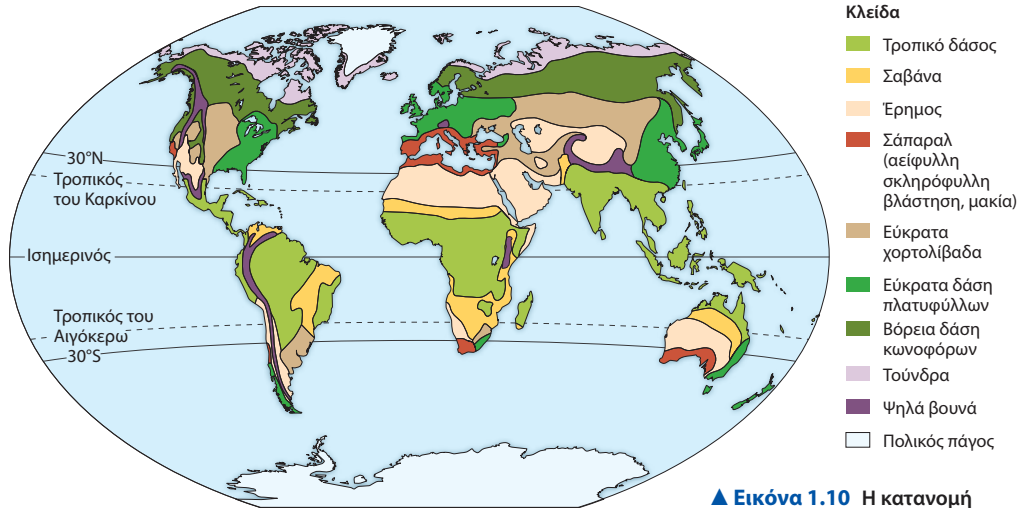 30°N
Τροπικός
του Καρκίνου
Ισημερινός
Τροπικός του
Αιγόκερω
30°S
Κλείδα
Τροπικό δάσος
Σαβάνα
Έρημος
Σάπαραλ
(αείφυλλη
σκληρόφυλλη
βλάστηση, μακία)
Εύκρατα
χορτολίβαδα
Εύκρατα δάση
πλατυφύλλων
Βόρεια δάση
κωνοφόρων
Τούνδρα
Ψηλά βουνά
Πολικός πάγος
▲ Εικόνα 1.10 Η κατανομή